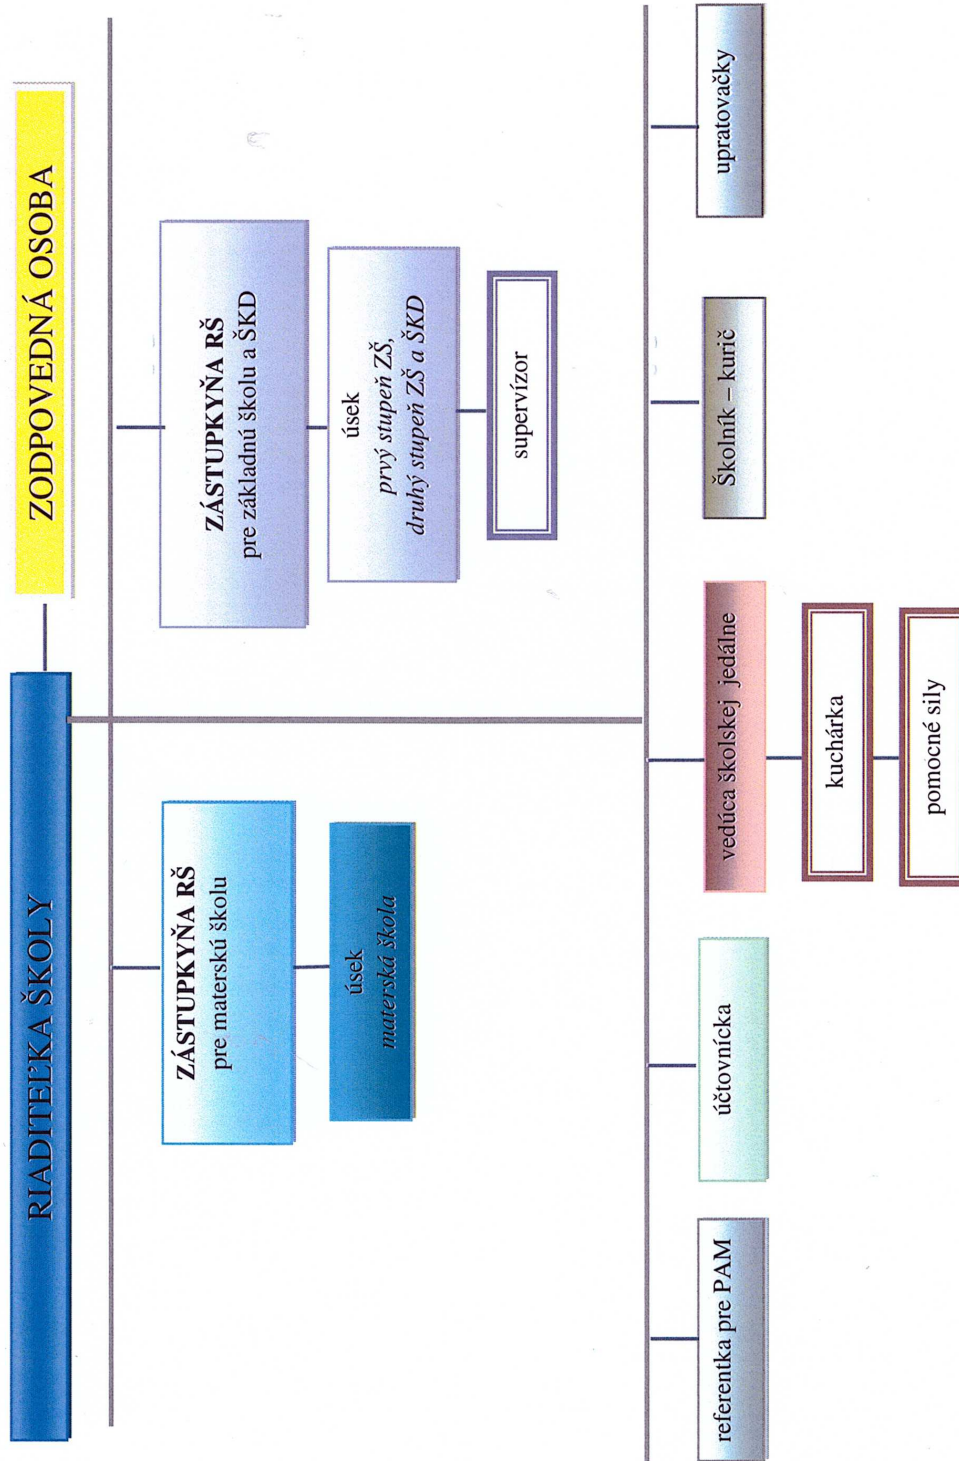 RIADITEĽKA ŠKOLY
ZODPOVEDNÁ OSOBA
ZÁSTUPKYŇA RŠ
pre materskú školu
úsek
materská škola
ZÁSTUPKYŇA RŠ
pre základnú školu a ŠKD
úsek
prvý stupeň ZŠ,
druhý stupeň ZŠ a ŠKD
supervízor
referentka pre PAM
účtovnícka
vedúca školskej jedálne
kuchárka
pomocné sily
Školník – kurič
upratovačky